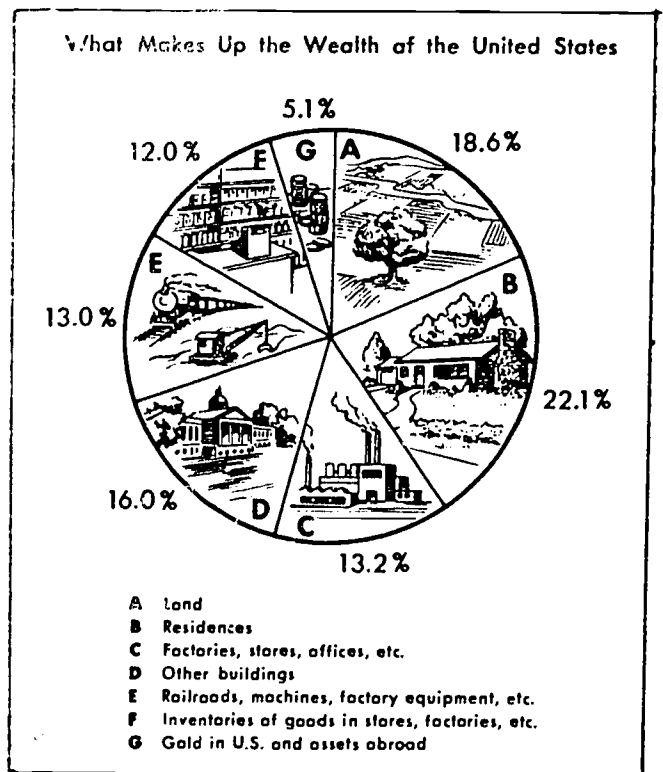 What Makes Up the Wealth of the United States
5.1%
12.0%
18.6%
F
G
A
E
B
13.0%
22.1%
16.0%
D
C
13.2%
A Land
B Residences
C Factories, stores, offices, etc.
D Other buildings
E Railroads, machines, factory equipment, etc.
F Inventories of goods in stores, factories, etc.
G Gold in U.S. and assets abroad